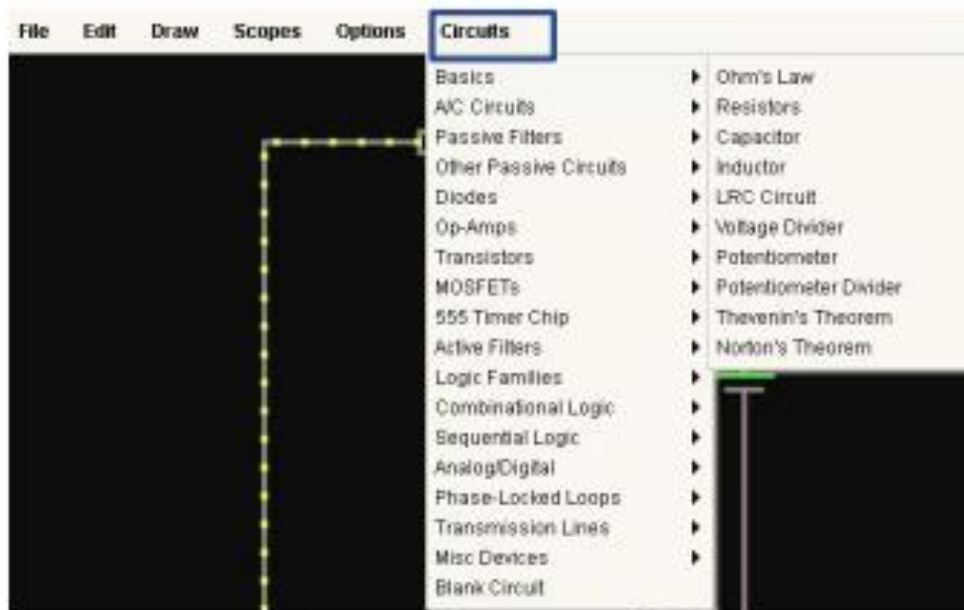 File Edit Draw Scopes Options Circuits
Basics
A/C Circuits
Passive Filters
Other Passive Circuits
Diodes
Op-Amps
Transistors
MOSFETs
555 Timer Chip
Active Filters
Logic Families
Combinational Logic
Sequential Logic
Analog/Digital
Phase-Locked Loops
Transmission Lines
Misc Devices
Blank Circuit
Ohm's Law
Resistors
Capacitor
Inductor
LRC Circuit
Voltage Divider
Potentiometer
Potentiometer Divider
Thevenin's Theorem
Norton's Theorem